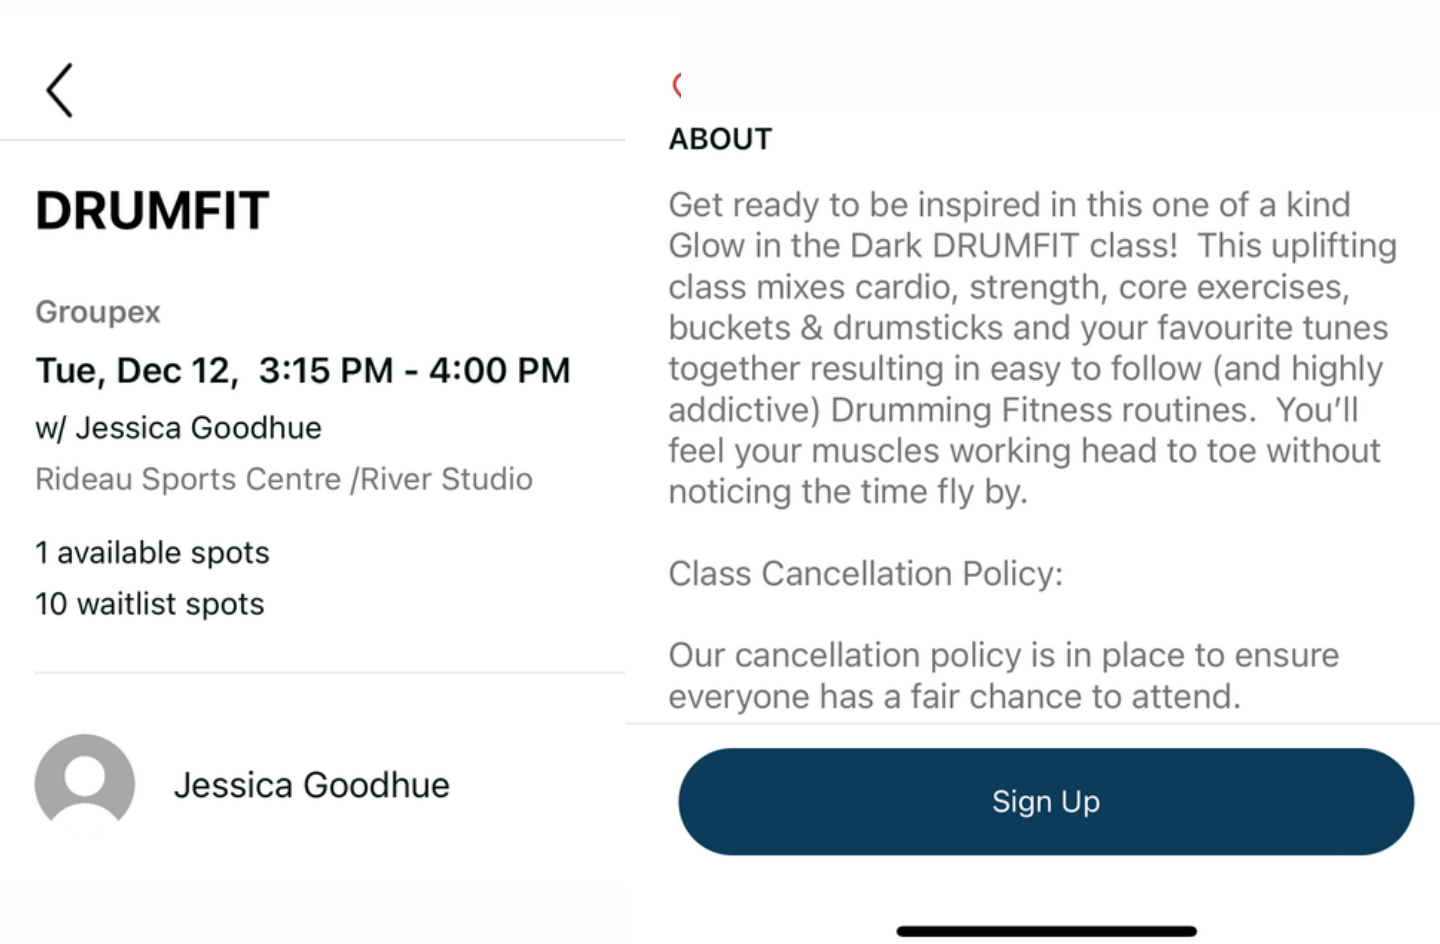 DRUMFIT
Groupex
Tue, Dec 12,  3:15 PM - 4:00 PM
w/ Jessica Goodhue
Rideau Sports Centre /River Studio
1 available spots
10 waitlist spots
Jessica Goodhue
ABOUT
Get ready to be inspired in this one of a kind
Glow in the Dark DRUMFIT class!  This uplifting
class mixes cardio, strength, core exercises,
buckets & drumsticks and your favourite tunes
together resulting in easy to follow (and highly
addictive) Drumming Fitness routines.  You’ll
feel your muscles working head to toe without
noticing the time fly by.
Class Cancellation Policy:
Our cancellation policy is in place to ensure
everyone has a fair chance to attend.
Sign Up